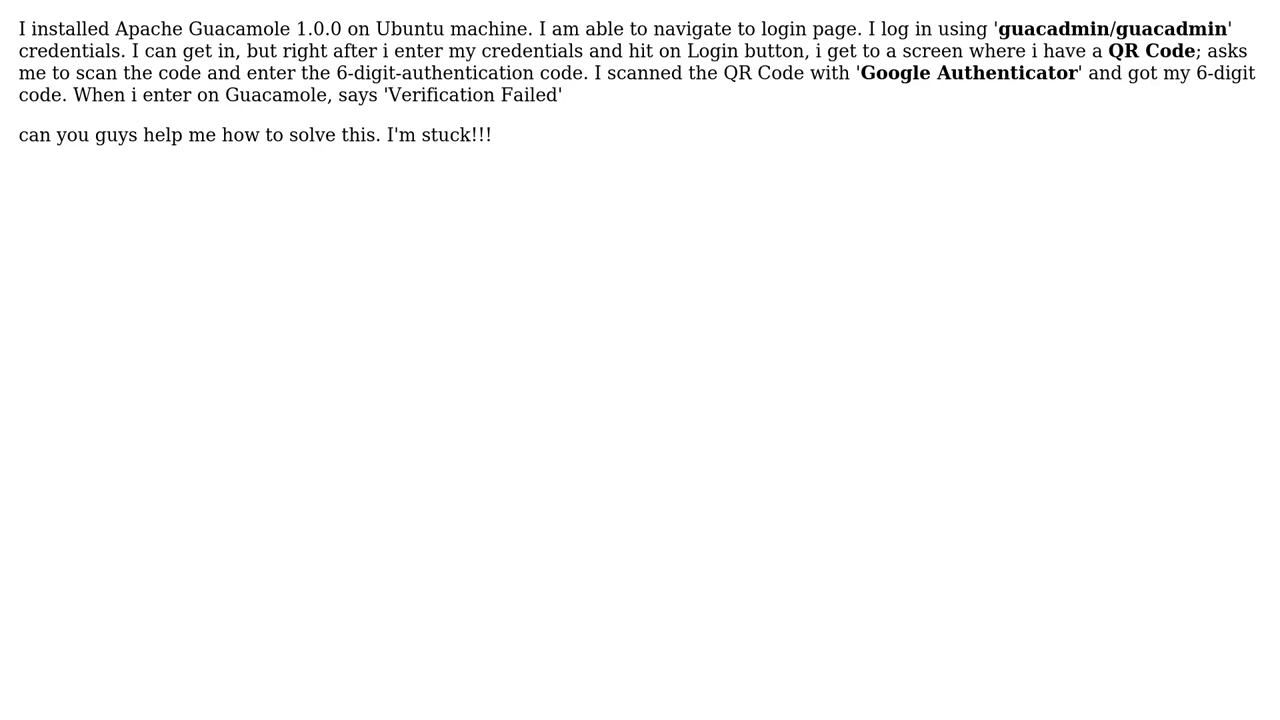 I installed Apache Guacamole 1.0.0 on Ubuntu machine. I am able to navigate to login page. I log in using 'guacadmin/guacadmin'
credentials. I can get in, but right after i enter my credentials and hit on Login button, i get to a screen where i have a QR Code; asks
me to scan the code and enter the 6-digit-authentication code. I scanned the QR Code with 'Google Authenticator' and got my 6-digit
code. When i enter on Guacamole, says 'Verification Failed'
can you guys help me how to solve this. I'm stuck!!!